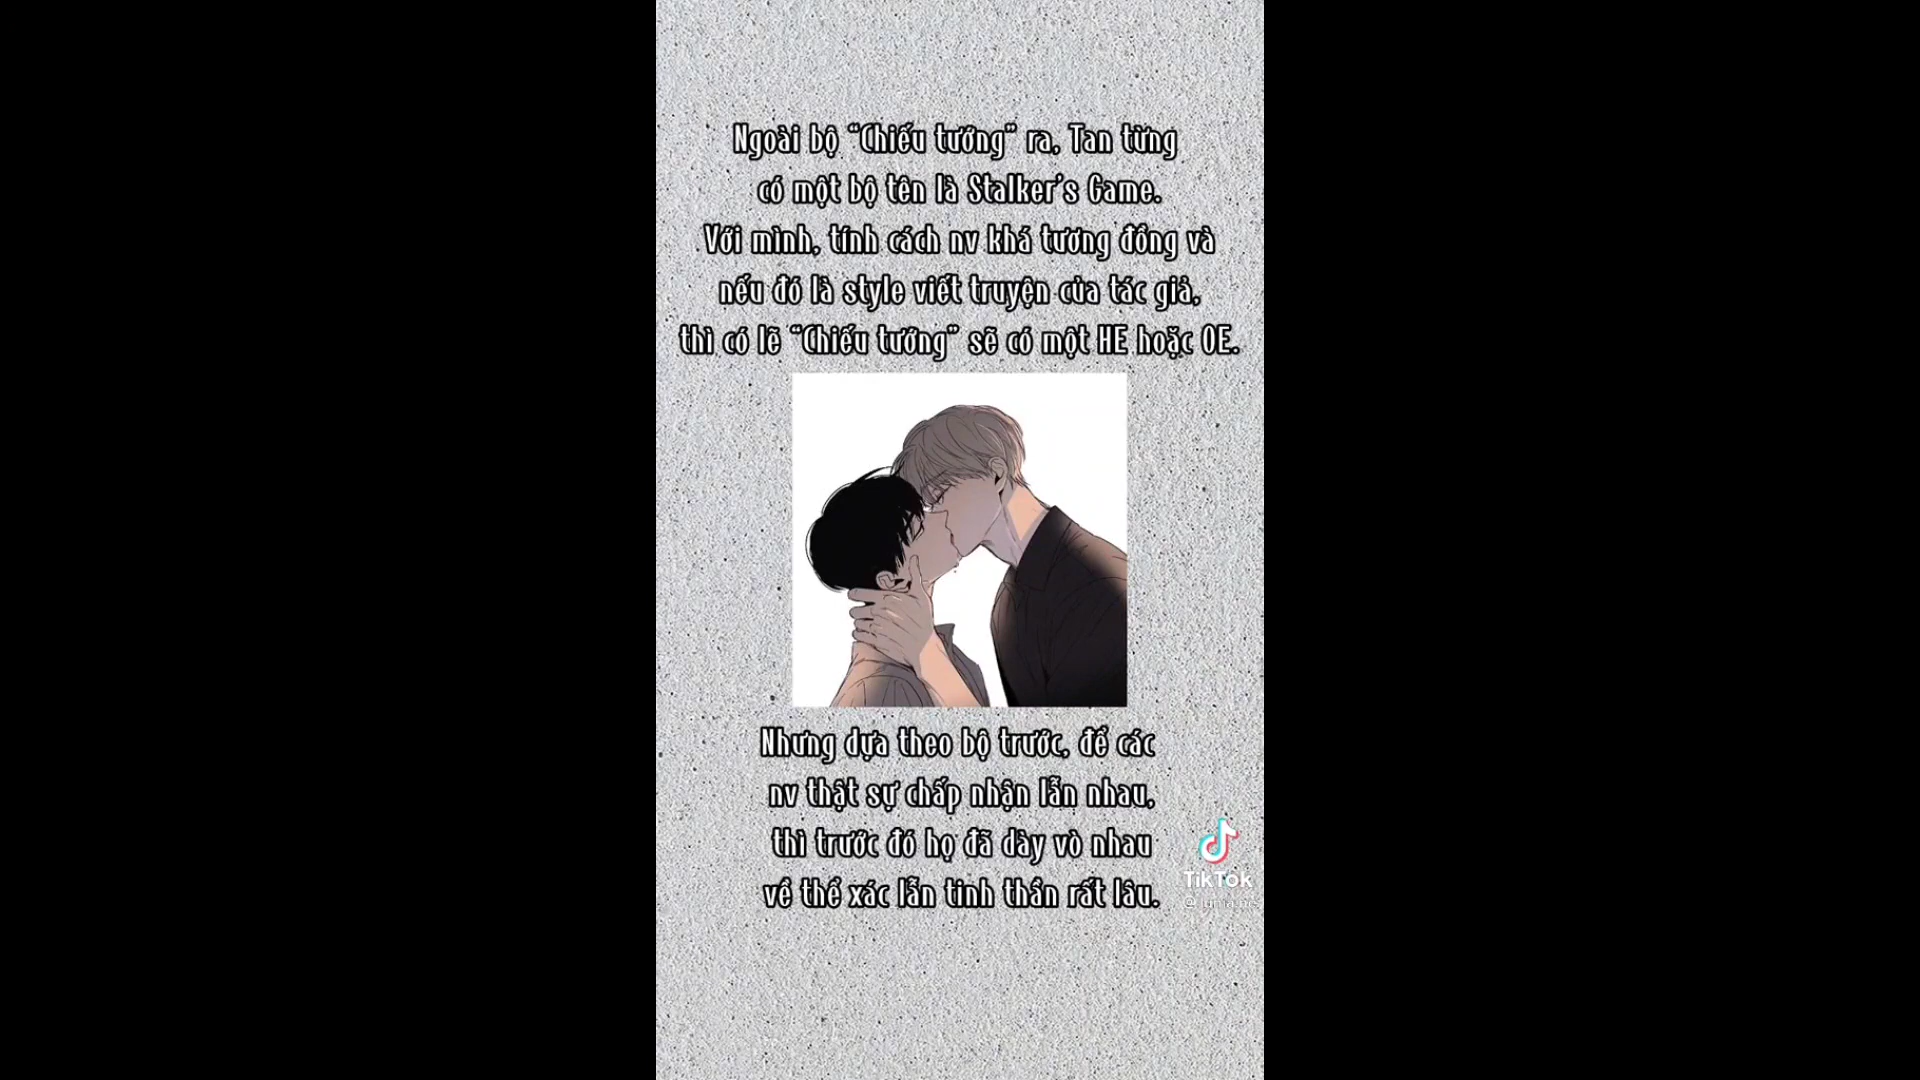 Ngoài bộ “Chiếu tướng” ra, Tan từng
có một bộ tên là Stalker’s Game.
Với mình, tính cách nv khá tương đồng và
nếu đó là style viết truyện của tác giả,
thì có lẽ “Chiếu tướng” sẽ có một HE hoặc OE.
Nhưng dựa theo bộ trước, để các
nv thật sự chấp nhận lẫn nhau,
thì trước đó họ đã dày vò nhau
về thể xác lẫn tinh thần rất lâu.
TikTok